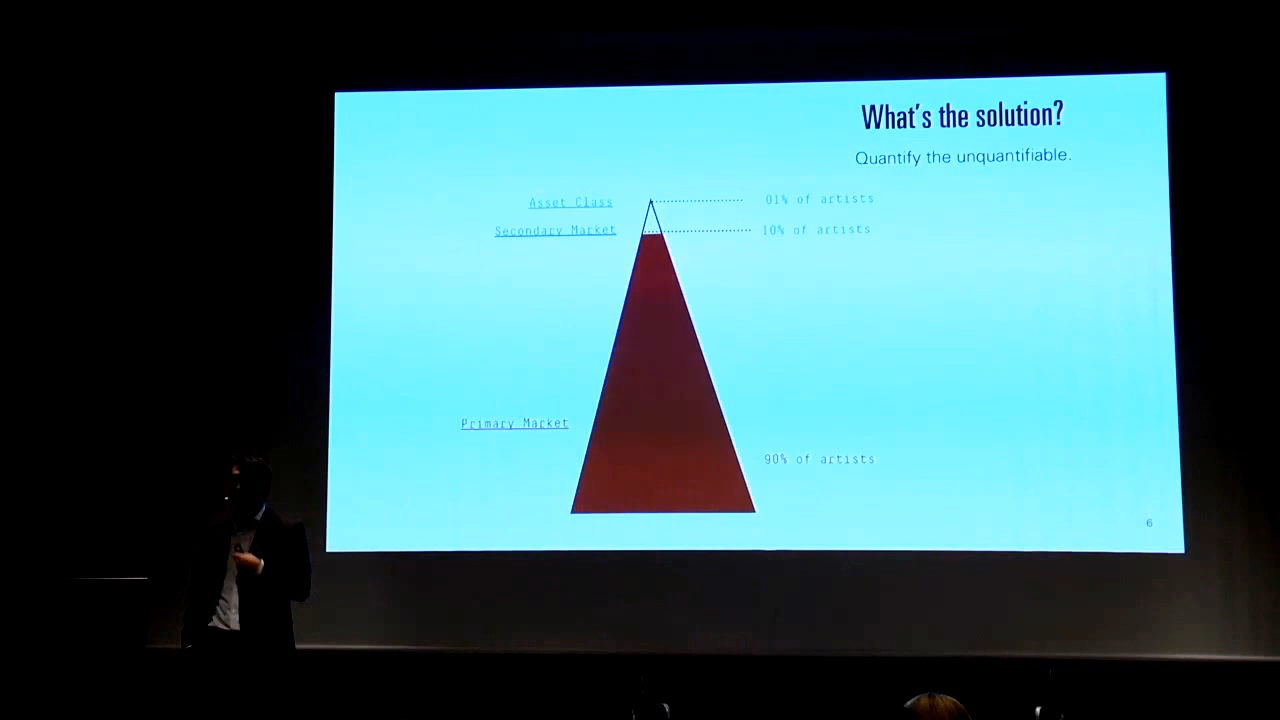 What's the solution?
Quantify the unquantifiable.
Asset Class
01% of artists
Secondary Market
10% of artists
Primary Market
90% of artists
6